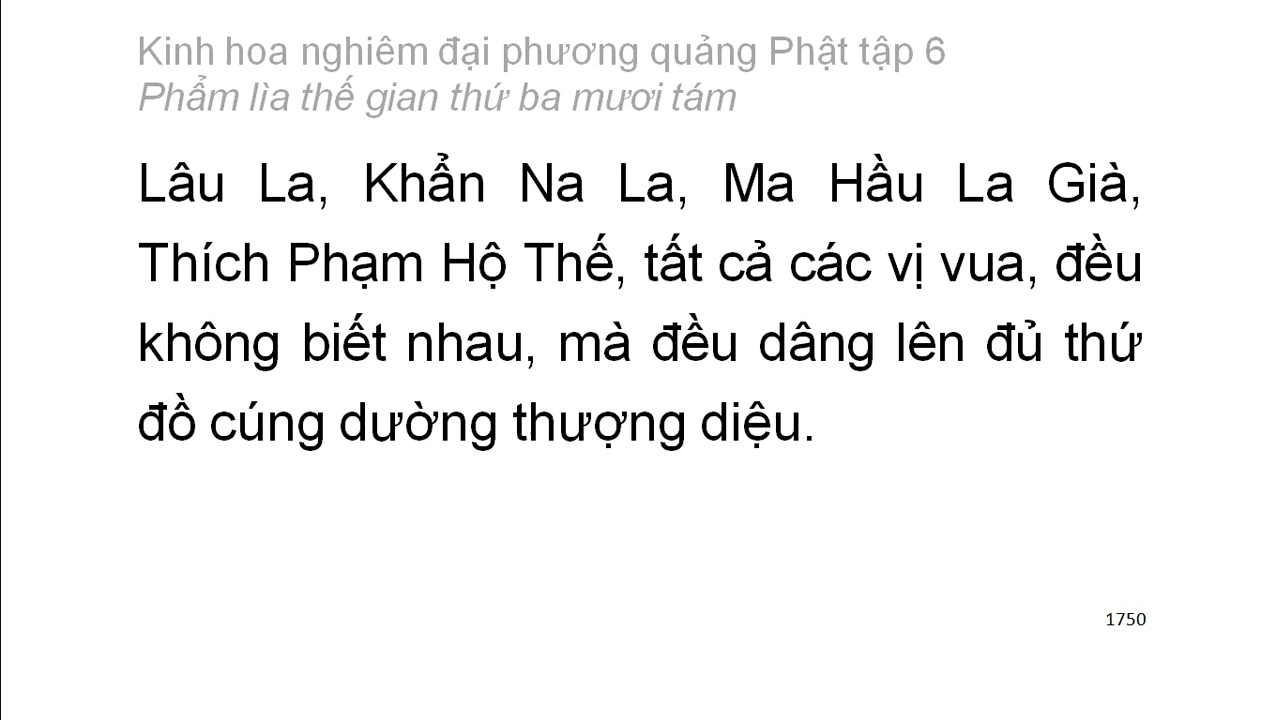 Kinh hoa nghiêm đại phương quảng Phật tập 6
Phẩm lìa thế gian thứ ba mươi tám
Lâu La, Khẩn Na La, Ma Hầu La Già,
Thích Phạm Hộ Thế, tất cả các vị vua, đều
không biết nhau, mà đều dâng lên đủ thứ
đồ cúng dường thượng diệu.
1750